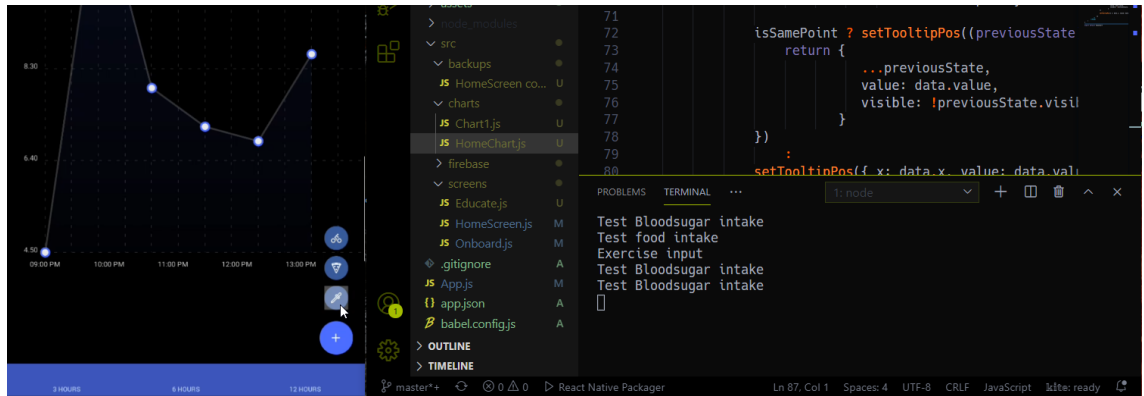 8.30
6.40
4.50
09:00 PM 10:00 PM 11:00 PM 12:00 PM 13:00 PM
+
3 HOURS 6 HOURS 12 HOURS
> assets
> node_modules
src
backups
JS HomeScreen co... U
charts
JS Chart1.js U
JS HomeChart.js U
> firebase
screens
JS Educate.js U
JS HomeScreen.js M
JS Onboard.js M
.gitignore A
JS App.js M
{} app.json A
babel.config.js A
> OUTLINE
> TIMELINE
1
71
72 isSamePoint ? setTooltipPos((previousState
73 return {
74 ...previousState,
75 value: data.value,
76 visible: !previousState.visi
77 }
78 })
79 :
80 setTooltipPos({ x: data.x, value: data.valu
PROBLEMS TERMINAL ... 1: node
Test Bloodsugar intake
Test food intake
Exercise input
Test Bloodsugar intake
Test Bloodsugar intake
master*+ 0 0 React Native Packager Ln 87, Col 1 Spaces: 4 UTF-8 CRLF JavaScript kite: ready